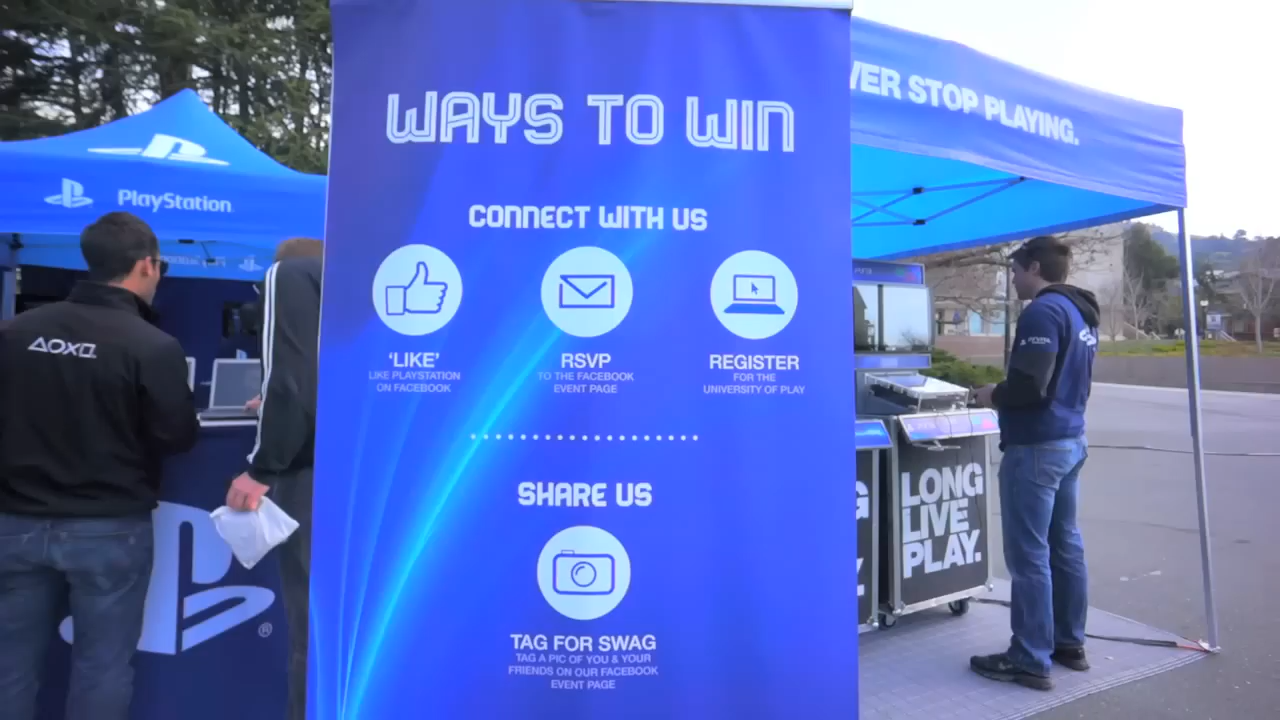 WAYS TO WIN
CONNECT WITH US
'LIKE'
LIKE PLAYSTATION
ON FACEBOOK
RSVP
TO THE FACEBOOK
EVENT PAGE
REGISTER
FOR THE
UNIVERSITY OF PLAY
SHARE US
TAG FOR SWAG
TAG A PIC OF YOU & YOUR
FRIENDS ON OUR FACEBOOK
EVENT PAGE
PlayStation
VER STOP PLAYING.
LONG
LIVE
PLAY.
®